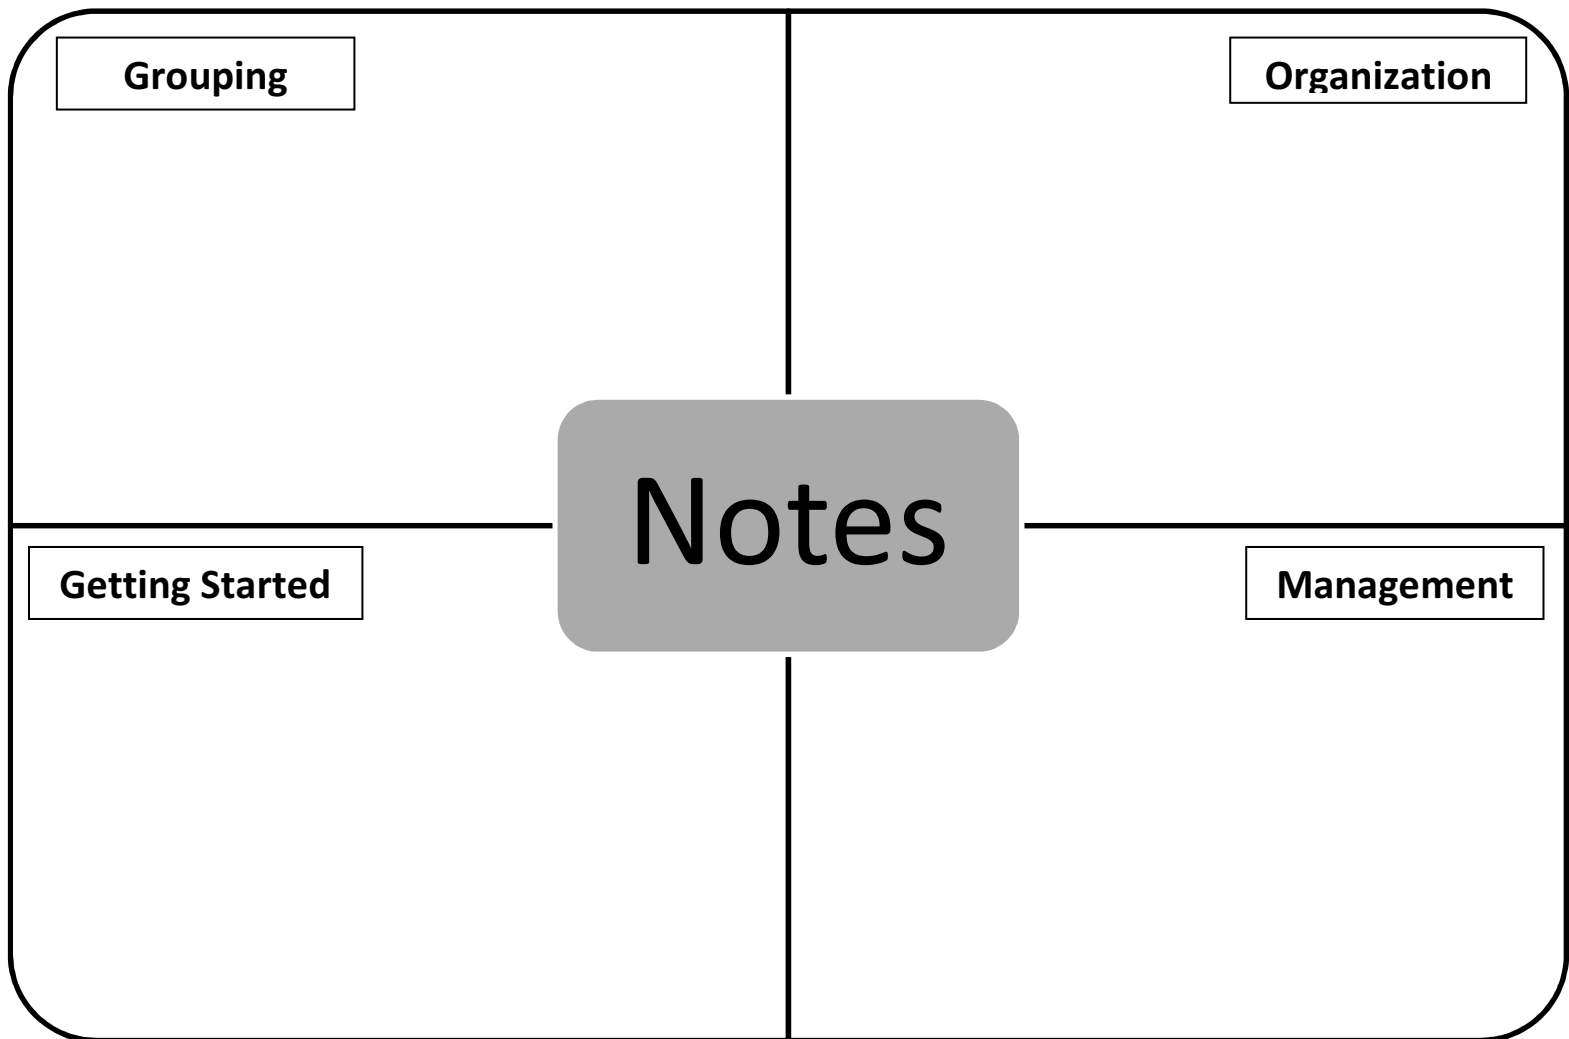 Grouping
Organization
Notes
Getting Started
Management